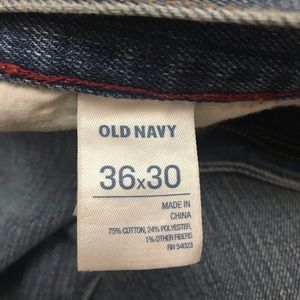 OLD NAVY
36x30
MADE IN
CHINA
75% COTTON, 24% POLYESTER,
1% OTHER FIBERS
RN 54023